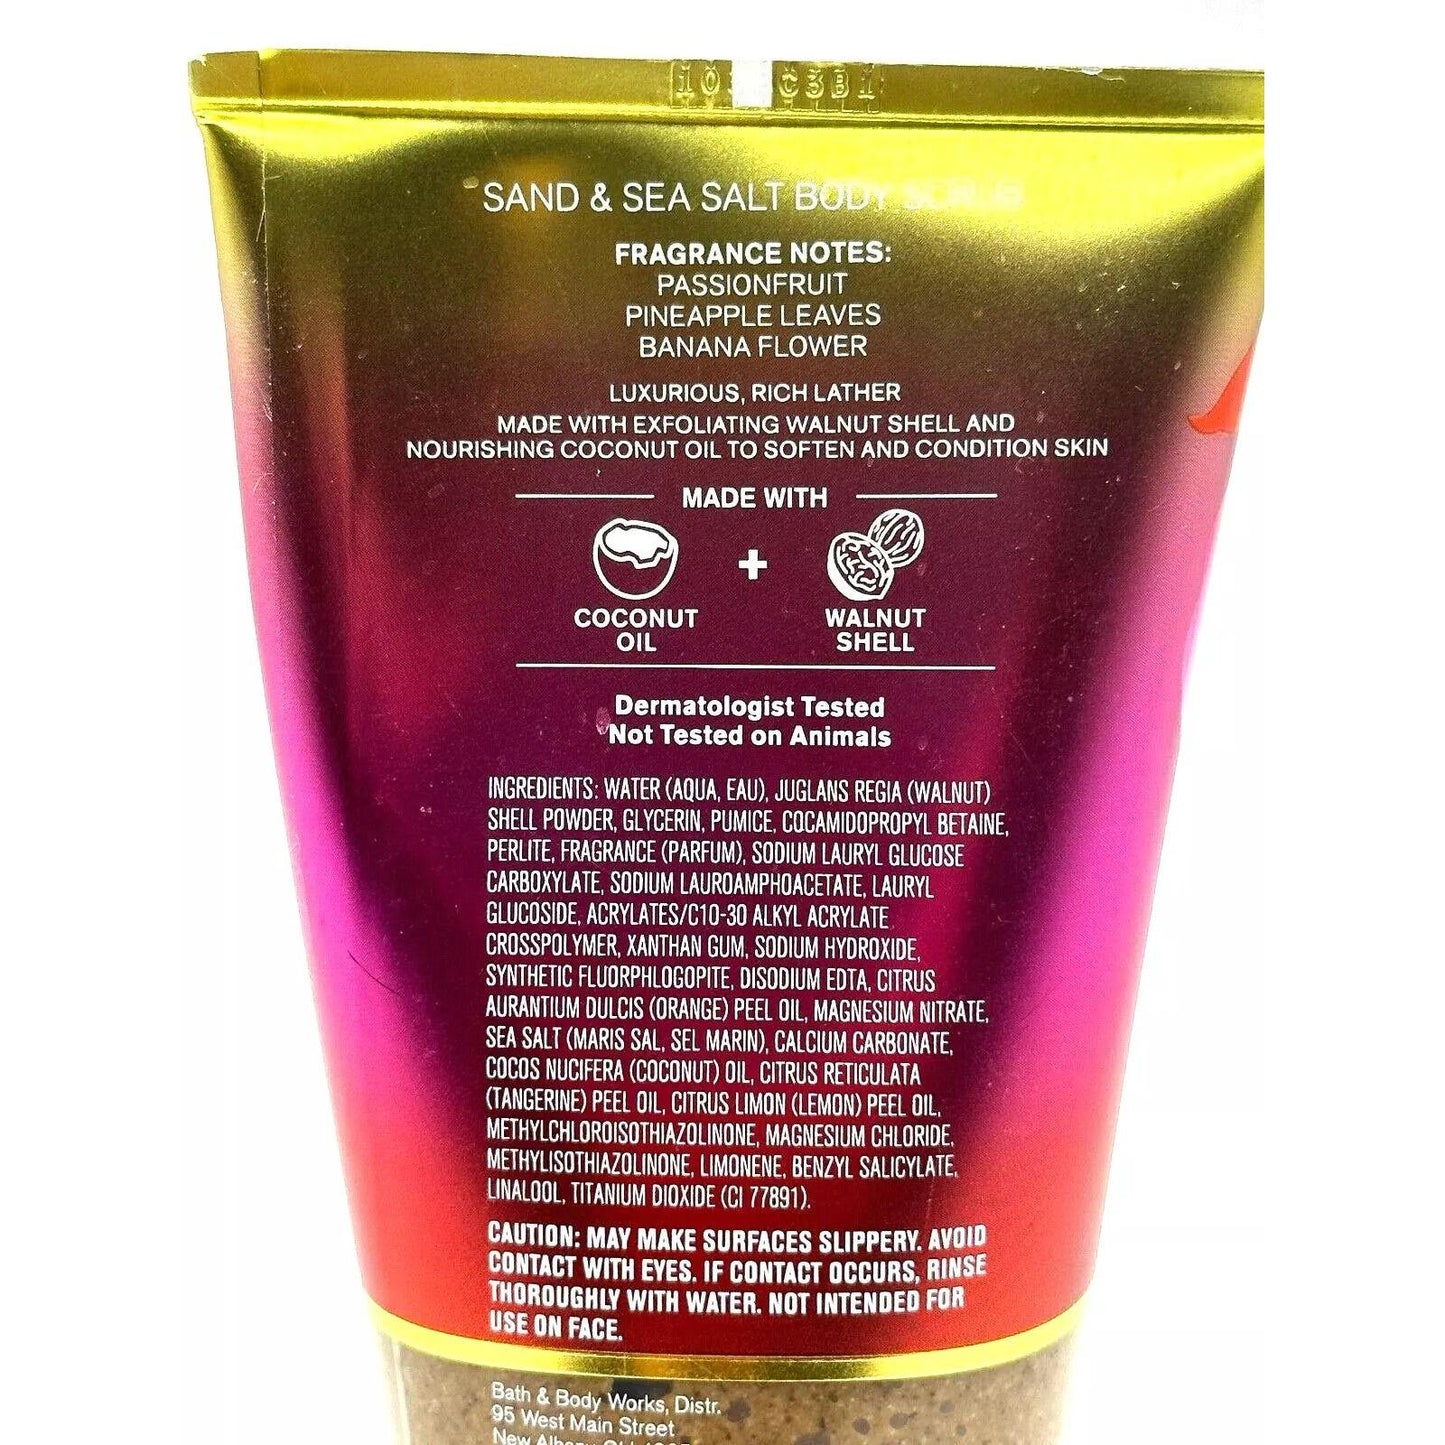 C3B1
SAND & SEA SALT BODY SCRUB
FRAGRANCE NOTES:
PASSIONFRUIT
PINEAPPLE LEAVES
BANANA FLOWER
LUXURIOUS, RICH LATHER
MADE WITH EXFOLIATING WALNUT SHELL AND
NOURISHING COCONUT OIL TO SOFTEN AND CONDITION SKIN
MADE WITH
COCONUT
OIL
+
WALNUT
SHELL
Dermatologist Tested
Not Tested on Animals
INGREDIENTS: WATER (AQUA, EAU), JUGLANS REGIA (WALNUT)
SHELL POWDER, GLYCERIN, PUMICE, COCAMIDOPROPYL BETAINE,
PERLITE, FRAGRANCE (PARFUM), SODIUM LAURYL GLUCOSE
CARBOXYLATE, SODIUM LAUROAMPHOACETATE, LAURYL
GLUCOSIDE, ACRYLATES/C10-30 ALKYL ACRYLATE
CROSSPOLYMER, XANTHAN GUM, SODIUM HYDROXIDE,
SYNTHETIC FLUORPHLOGOPITE, DISODIUM EDTA, CITRUS
AURANTIUM DULCIS (ORANGE) PEEL OIL, MAGNESIUM NITRATE,
SEA SALT (MARIS SAL, SEL MARIN), CALCIUM CARBONATE,
COCOS NUCIFERA (COCONUT) OIL, CITRUS RETICULATA
(TANGERINE) PEEL OIL, CITRUS LIMON (LEMON) PEEL OIL,
METHYLCHLOROISOTHIAZOLINONE, MAGNESIUM CHLORIDE,
METHYLISOTHIAZOLINONE, LIMONENE, BENZYL SALICYLATE,
LINALOOL, TITANIUM DIOXIDE (CI 77891).
CAUTION: MAY MAKE SURFACES SLIPPERY. AVOID
CONTACT WITH EYES. IF CONTACT OCCURS, RINSE
THOROUGHLY WITH WATER. NOT INTENDED FOR
USE ON FACE.
Bath & Body Works, Distr.
95 West Main Street
New Albany